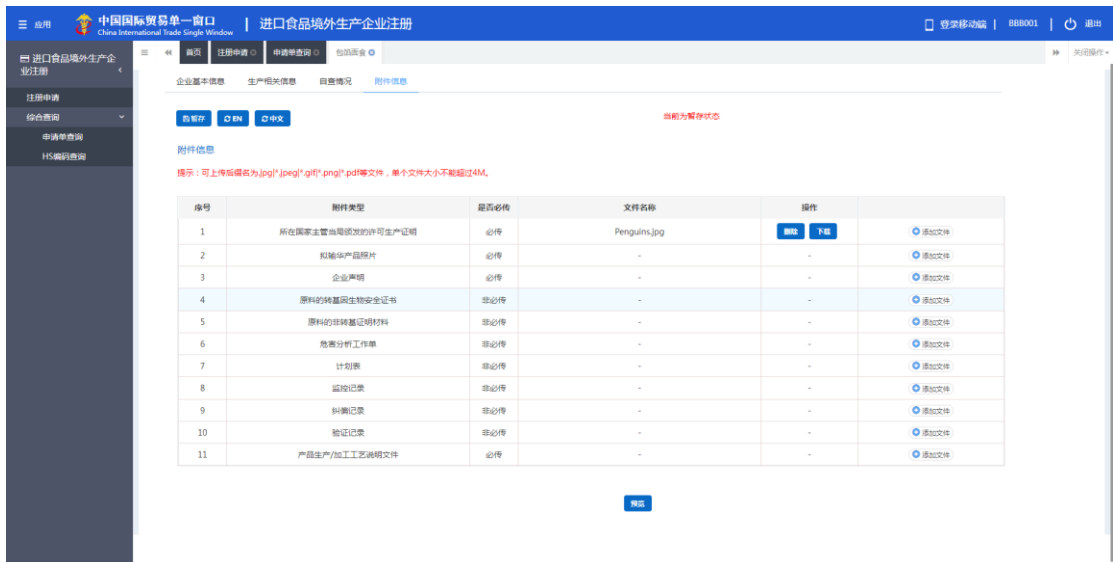 应用 中国国际贸易单一窗口 | 进口食品境外生产企业注册 登录移动端 | BBB001 | 退出
China International Trade Single Window
进口食品境外生产企业注册
注册申请
综合查询
申请单查询
HS编码查询
首页 注册申请 申请单查询 包馅面食 关闭操作
企业基本信息 生产相关信息 自查情况 附件信息
暂存 EN 中文 当前为暂存状态
附件信息
提示：可上传后缀名为.jpg|*.jpeg|*.gif|*.png|*.pdf等文件，单个文件大小不能超过4M。
序号 附件类型 是否必传 文件名称 操作
1 所在国家主管当局颁发的许可生产证明 必传 Penguins.jpg 删除 下载 添加文件
2 拟输华产品照片 必传 - - 添加文件
3 企业声明 必传 - - 添加文件
4 原料的转基因生物安全证书 非必传 - - 添加文件
5 原料的非转基证明材料 非必传 - - 添加文件
6 危害分析工作单 非必传 - - 添加文件
7 计划表 非必传 - - 添加文件
8 监控记录 非必传 - - 添加文件
9 纠偏记录 非必传 - - 添加文件
10 验证记录 非必传 - - 添加文件
11 产品生产/加工工艺说明文件 必传 - - 添加文件
预览